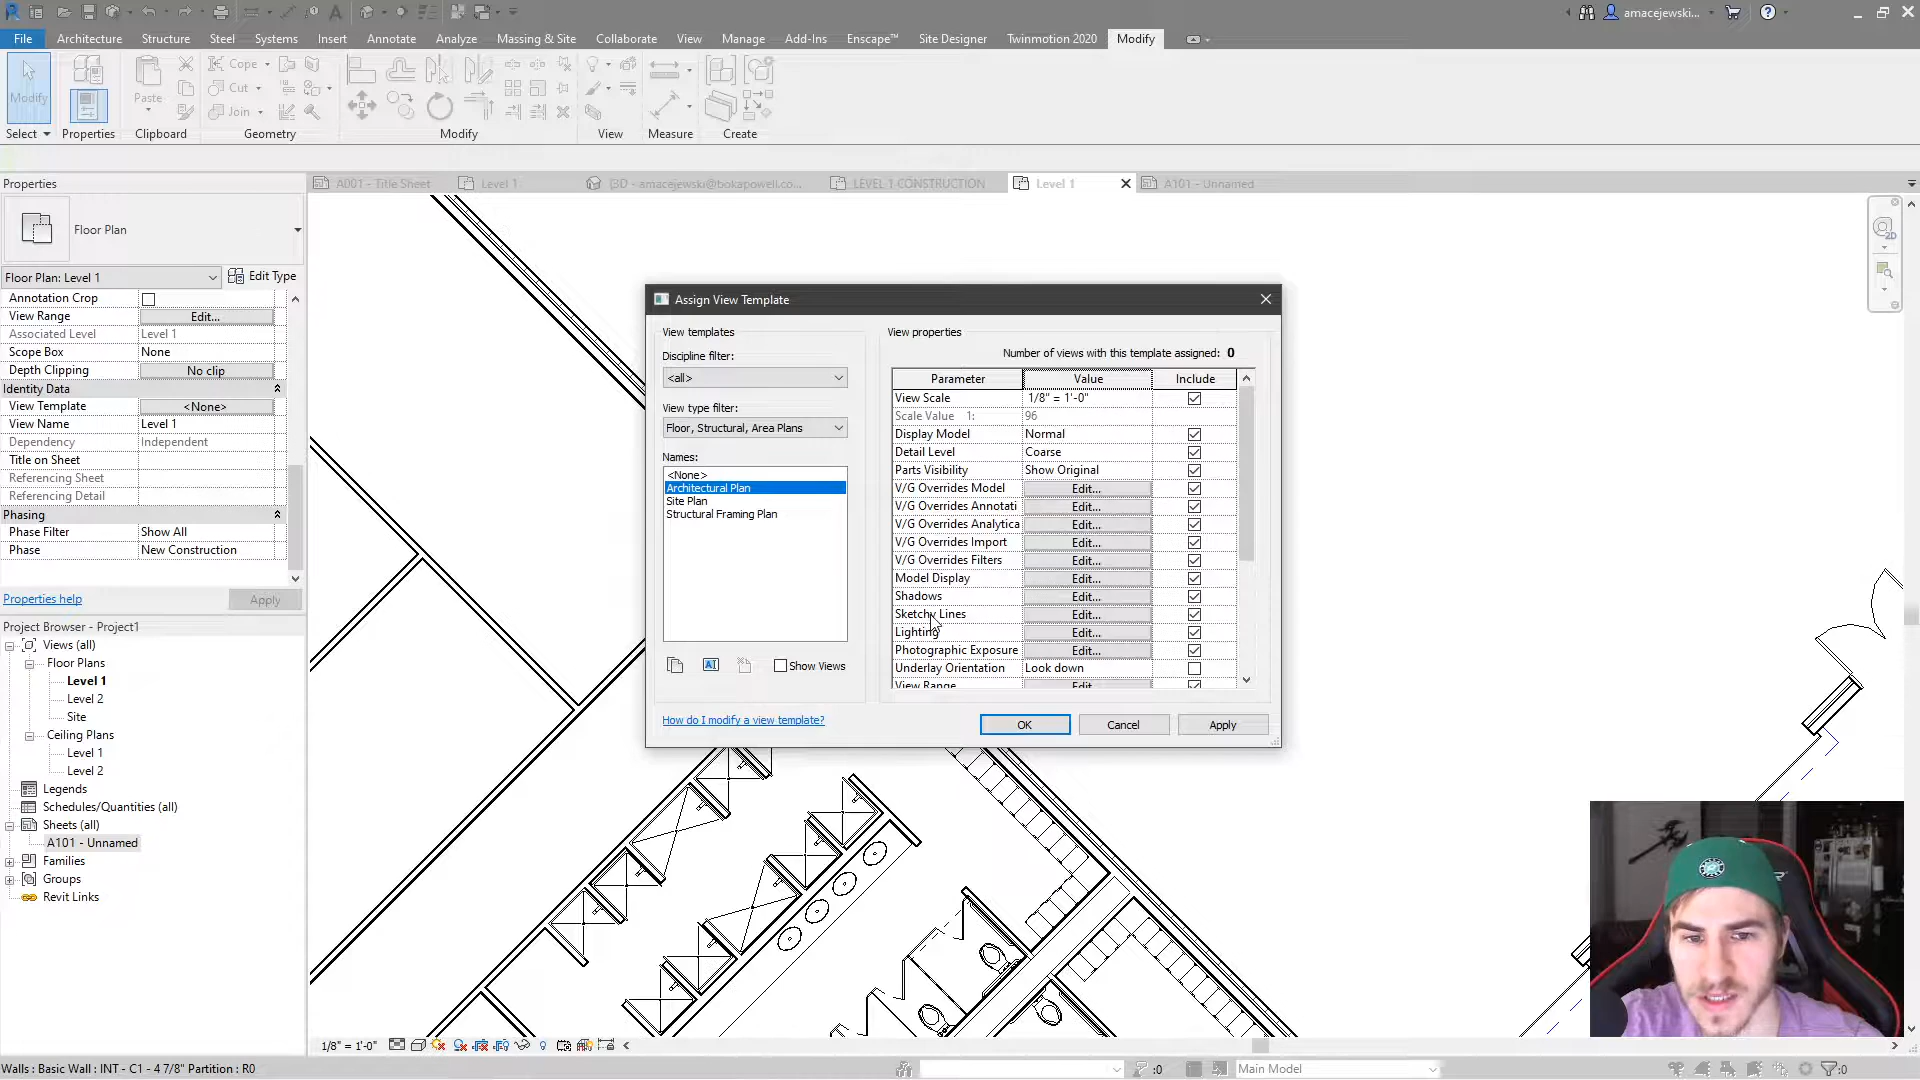 amacejewski...
File Architecture Structure Steel Systems Insert Annotate Analyze Massing & Site Collaborate View Manage Add-Ins Enscape™ Site Designer Twinmotion 2020 Modify
Modify Paste Cope Cut Join
Select Properties Clipboard Geometry Modify View Measure Create
Properties
A001 - Title Sheet Level 1 {3D - amacejewski@bokapowell.co... LEVEL 1 CONSTRUCTION Level 1 A101 - Unnamed
Floor Plan
Floor Plan: Level 1 Edit Type
Annotation Crop
View Range Edit...
Associated Level Level 1
Scope Box None
Depth Clipping No clip
Identity Data
View Template <None>
View Name Level 1
Dependency Independent
Title on Sheet
Referencing Sheet
Referencing Detail
Phasing
Phase Filter Show All
Phase New Construction
Properties help Apply
Project Browser - Project1
Views (all)
Floor Plans
Level 1
Level 2
Site
Ceiling Plans
Level 1
Level 2
Legends
Schedules/Quantities (all)
Sheets (all)
A101 - Unnamed
Families
Groups
Revit Links
Assign View Template
View templates
Discipline filter:
<all>
View type filter:
Floor, Structural, Area Plans
Names:
<None>
Architectural Plan
Site Plan
Structural Framing Plan
Show Views
How do I modify a view template?
View properties
Number of views with this template assigned: 0
Parameter Value Include
View Scale 1/8" = 1'-0"
Scale Value 1: 96
Display Model Normal
Detail Level Coarse
Parts Visibility Show Original
V/G Overrides Model Edit...
V/G Overrides Annotati Edit...
V/G Overrides Analytica Edit...
V/G Overrides Import Edit...
V/G Overrides Filters Edit...
Model Display Edit...
Shadows Edit...
Sketchy Lines Edit...
Lighting Edit...
Photographic Exposure Edit...
Underlay Orientation Look down
View Range Edit
OK Cancel Apply
2D
1/8" = 1'-0"
Walls : Basic Wall : INT - C1 - 4 7/8" Partition : R0
:0 Main Model :0